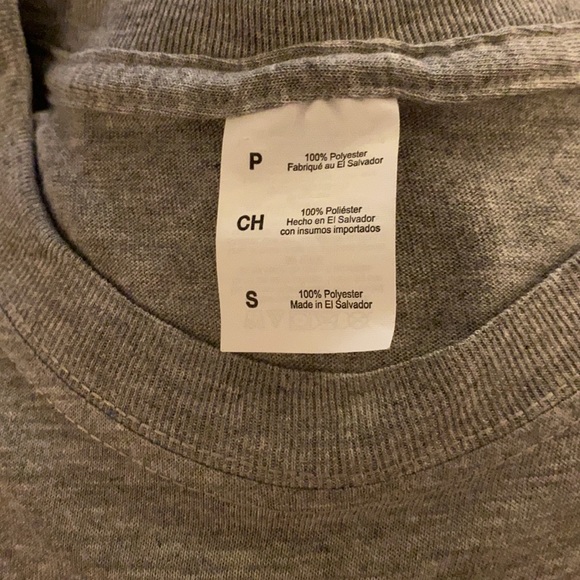 P
100% Polyester
Fabriqué au El Salvador
CH
100% Poliéster
Hecho en El Salvador
con insumos importados
S
100% Polyester
Made in El Salvador